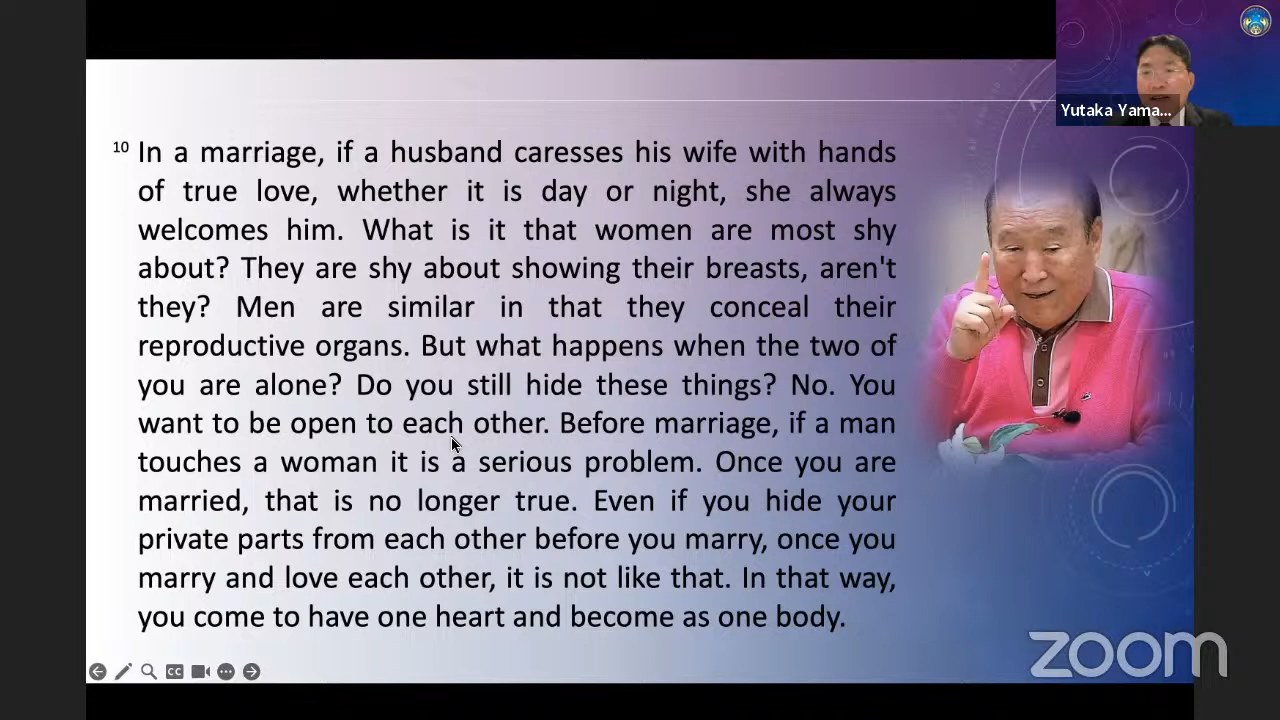 Yutaka Yama...
10 In a marriage, if a husband caresses his wife with hands
of true love, whether it is day or night, she always
welcomes him. What is it that women are most shy
about? They are shy about showing their breasts, aren't
they? Men are similar in that they conceal their
reproductive organs. But what happens when the two of
you are alone? Do you still hide these things? No. You
want to be open to each other. Before marriage, if a man
touches a woman it is a serious problem. Once you are
married, that is no longer true. Even if you hide your
private parts from each other before you marry, once you
marry and love each other, it is not like that. In that way,
you come to have one heart and become as one body.
CC
zoom